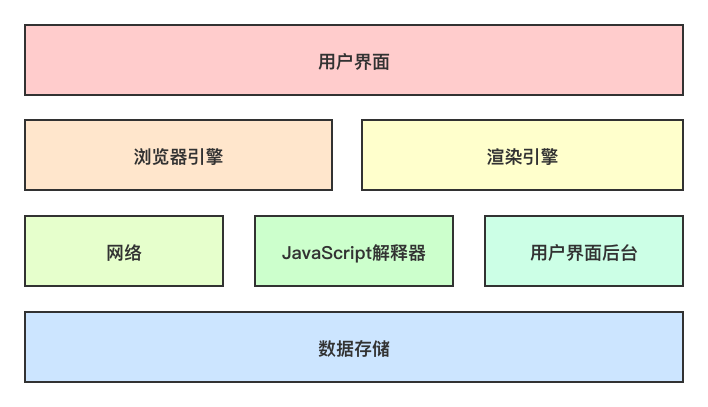 用户界面
浏览器引擎
渲染引擎
网络
JavaScript解释器
用户界面后台
数据存储